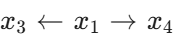 x₃ ← x₁ → x₄